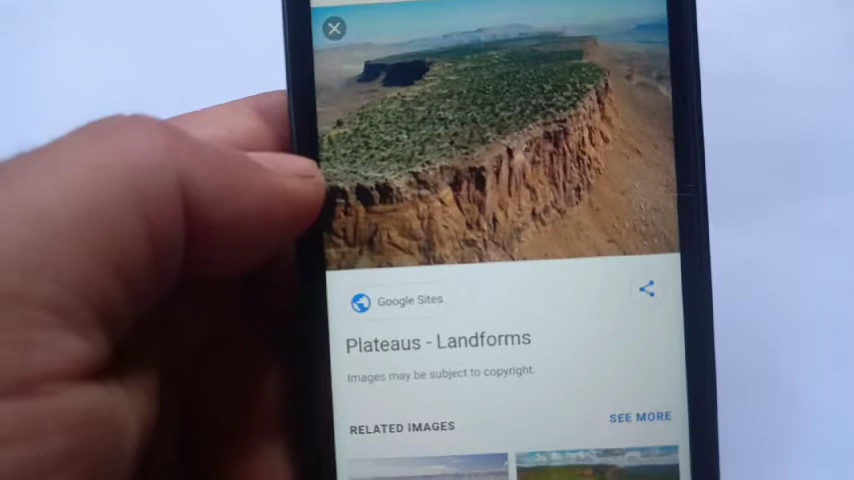 Google Sites
Plateaus - Landforms
Images may be subject to copyright.
RELATED IMAGES
SEE MORE